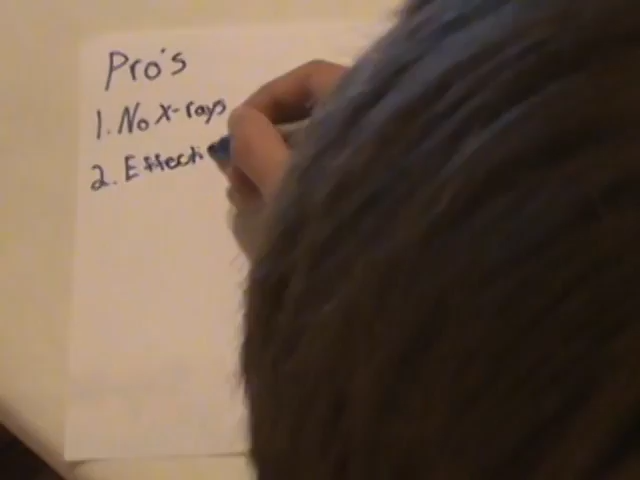 Pro's
1. No X-rays
2. Effecti